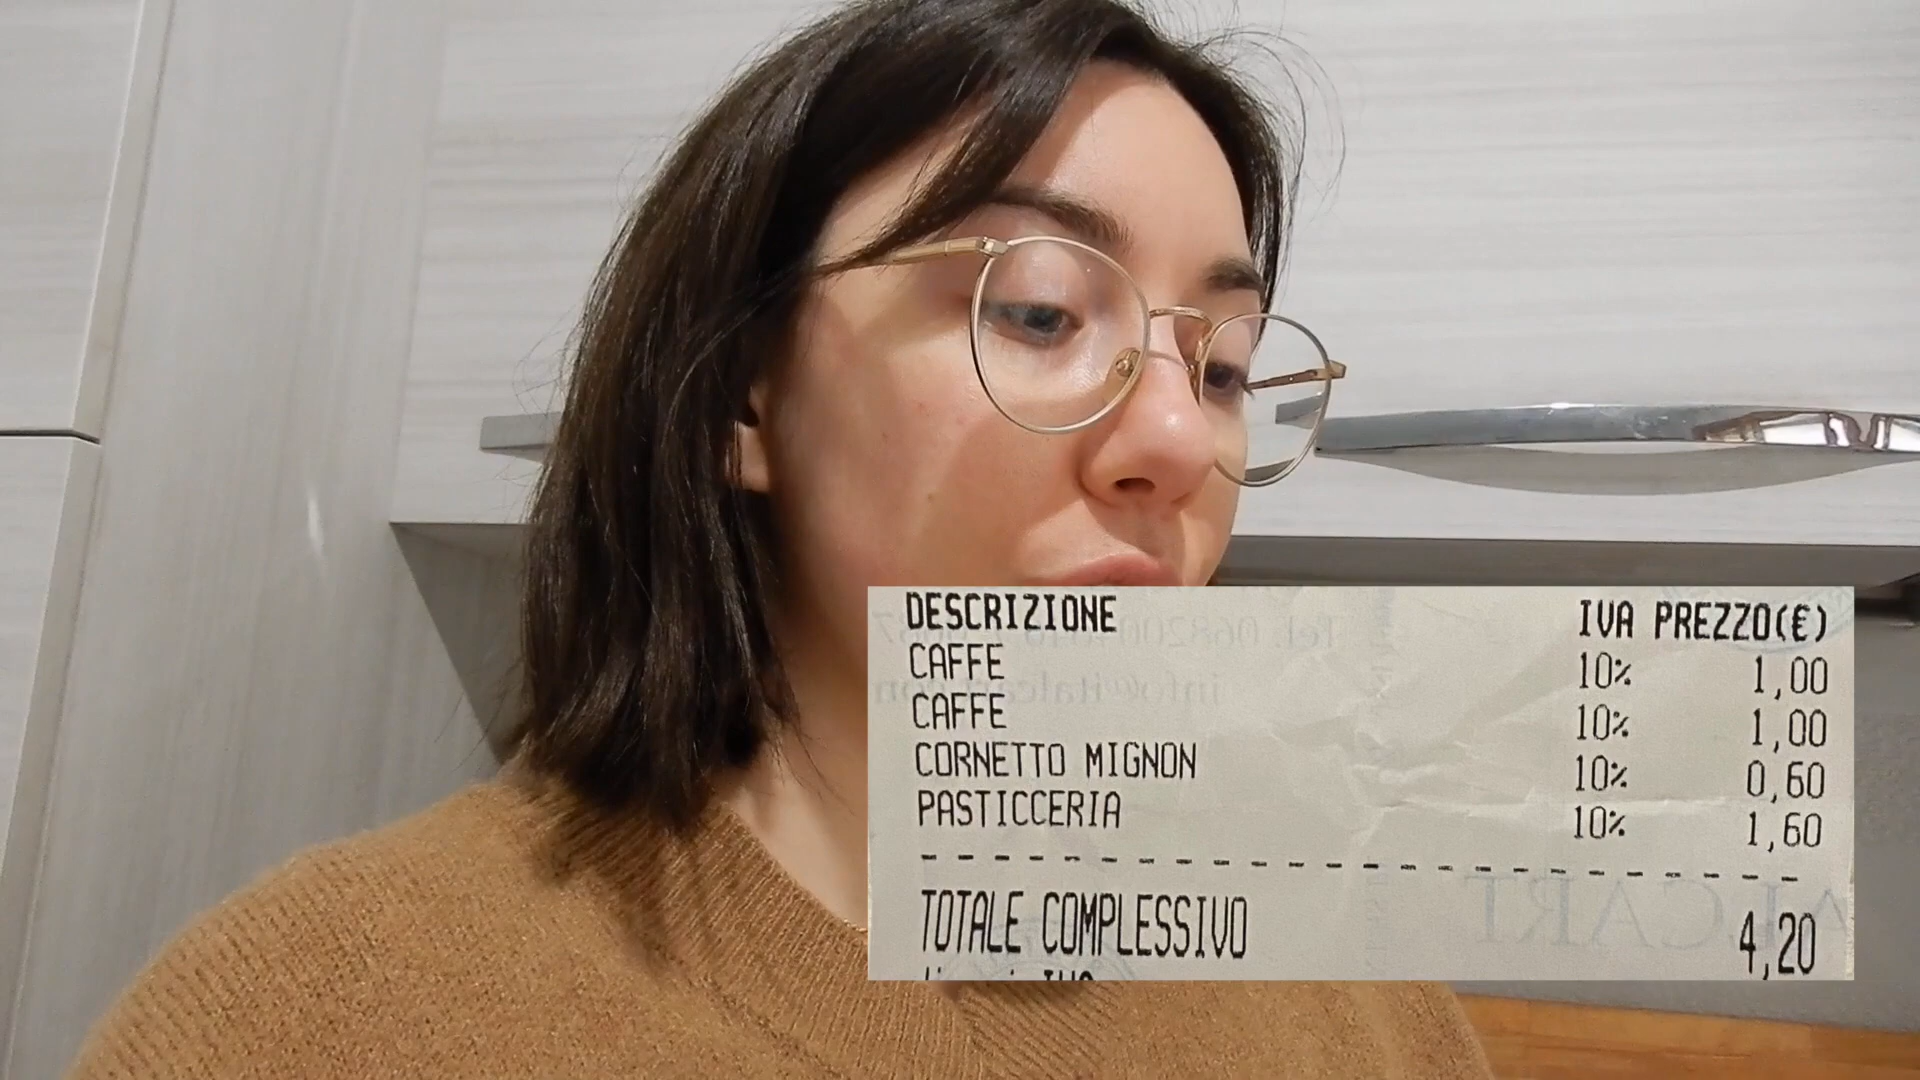 DESCRIZIONE IVA PREZZO(€)
CAFFE 10% 1,00
CAFFE 10% 1,00
CORNETTO MIGNON 10% 0,60
PASTICCERIA 10% 1,60
TOTALE COMPLESSIVO 4,20